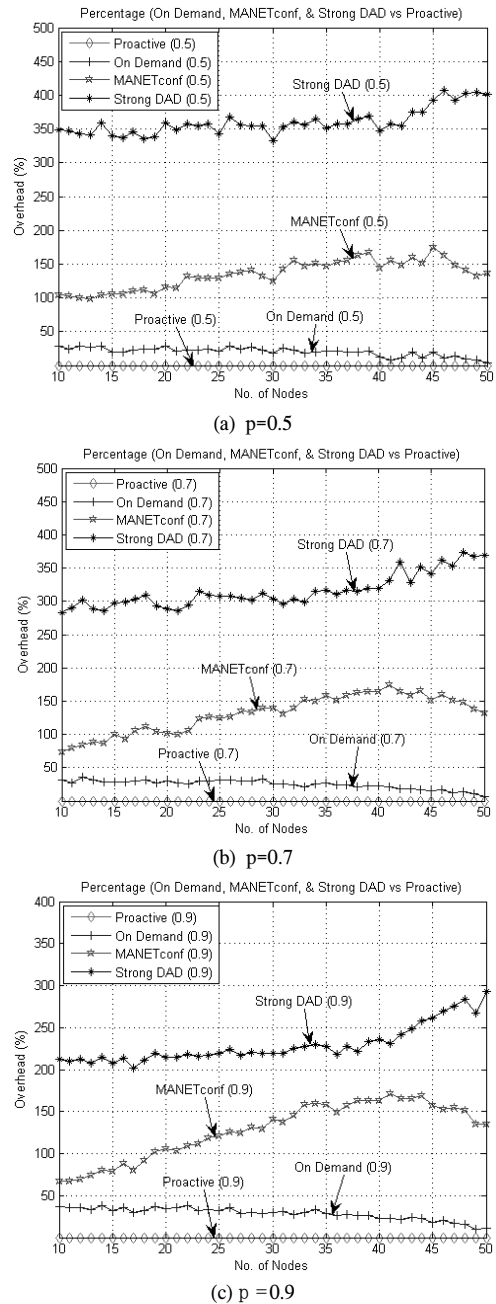 Percentage (On Demand, MANETconf, & Strong DAD vs Proactive)
500
450
400
350
300
250
200
150
100
50
Overhead (%)
Proactive (0.5)
On Demand (0.5)
MANETconf (0.5)
Strong DAD (0.5)
Strong DAD (0.5)
MANETconf (0.5)
Proactive (0.5)
On Demand (0.5)
10 15 20 25 30 35 40 45 50
No. of Nodes
(a) p=0.5
Percentage (On Demand, MANETconf, & Strong DAD vs Proactive)
500
450
400
350
300
250
200
150
100
50
Overhead (%)
Proactive (0.7)
On Demand (0.7)
MANETconf (0.7)
Strong DAD (0.7)
Strong DAD (0.7)
MANETconf (0.7)
Proactive (0.7)
On Demand (0.7)
10 15 20 25 30 35 40 45 50
No. of Nodes
(b) p=0.7
Percentage (On Demand, MANETconf, & Strong DAD vs Proactive)
400
350
300
250
200
150
100
50
Overhead (%)
Proactive (0.9)
On Demand (0.9)
MANETconf (0.9)
Strong DAD (0.9)
Strong DAD (0.9)
MANETconf (0.9)
Proactive (0.9)
On Demand (0.9)
10 15 20 25 30 35 40 45 50
No. of Nodes
(c) p =0.9